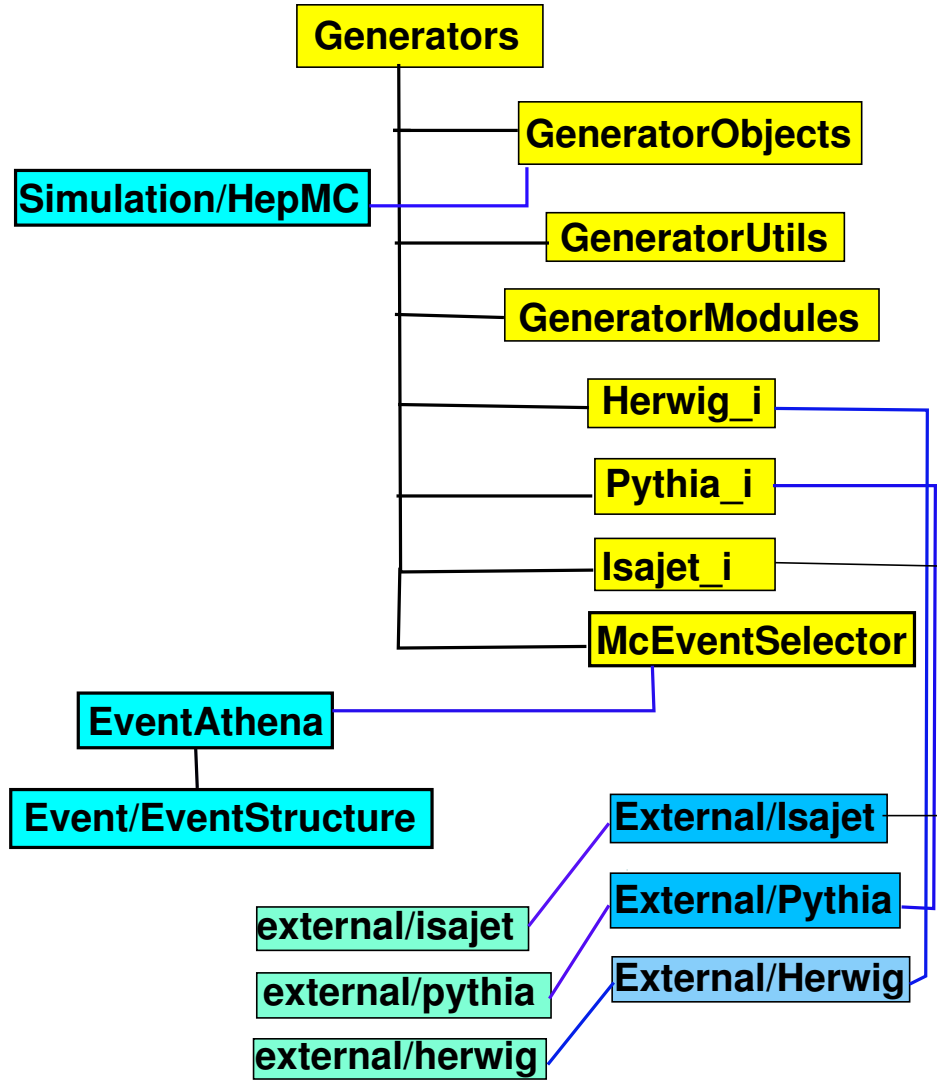 Generators
GeneratorObjects
Simulation/HepMC
GeneratorUtils
GeneratorModules
Herwig_i
Pythia_i
Isajet_i
McEventSelector
EventAthena
Event/EventStructure
External/Isajet
External/Pythia
external/isajet
External/Herwig
external/pythia
external/herwig